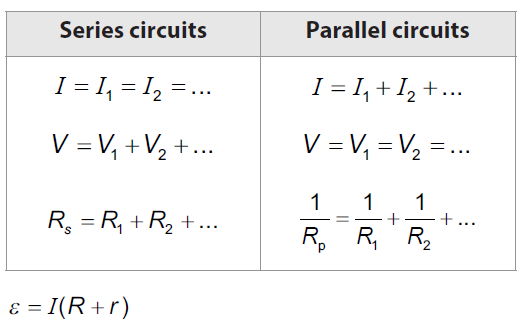 Series circuits Parallel circuits
I = I₁ = I₂ = ... I = I₁ + I₂ + ...
V = V₁ + V₂ + ... V = V₁ = V₂ = ...
Rₛ = R₁ + R₂ + ... 1/Rₚ = 1/R₁ + 1/R₂ + ...
ε = I(R + r)